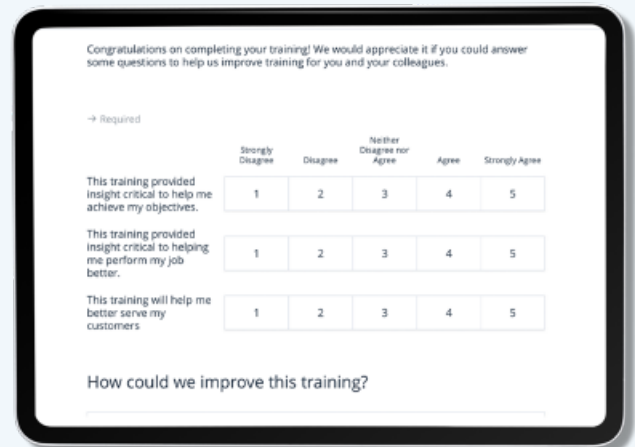 Congratulations on completing your training! We would appreciate it if you could answer
some questions to help us improve training for you and your colleagues.
→ Required
Strongly Disagree Disagree Neither Disagree nor Agree Agree Strongly Agree
This training provided
insight critical to help me
achieve my objectives.
1 2 3 4 5
This training provided
insight critical to helping
me perform my job
better.
1 2 3 4 5
This training will help me
better serve my
customers
1 2 3 4 5
How could we improve this training?